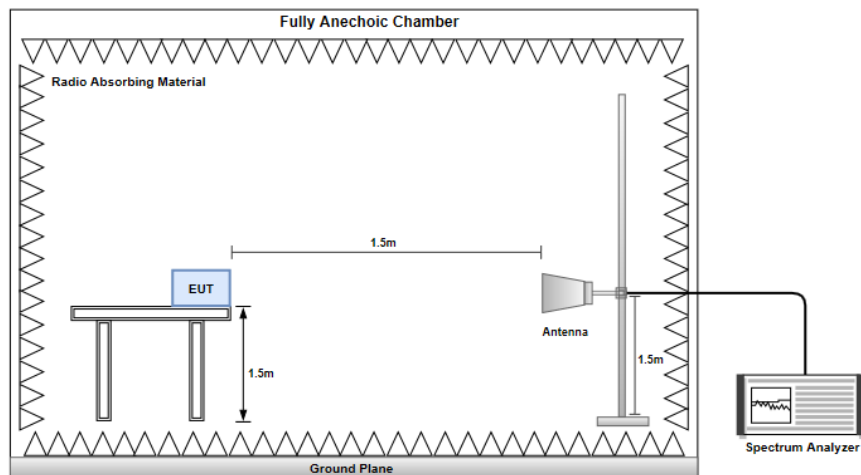 Fully Anechoic Chamber
Radio Absorbing Material
1.5m
EUT
Antenna
1.5m
1.5m
Spectrum Analyzer
Ground Plane